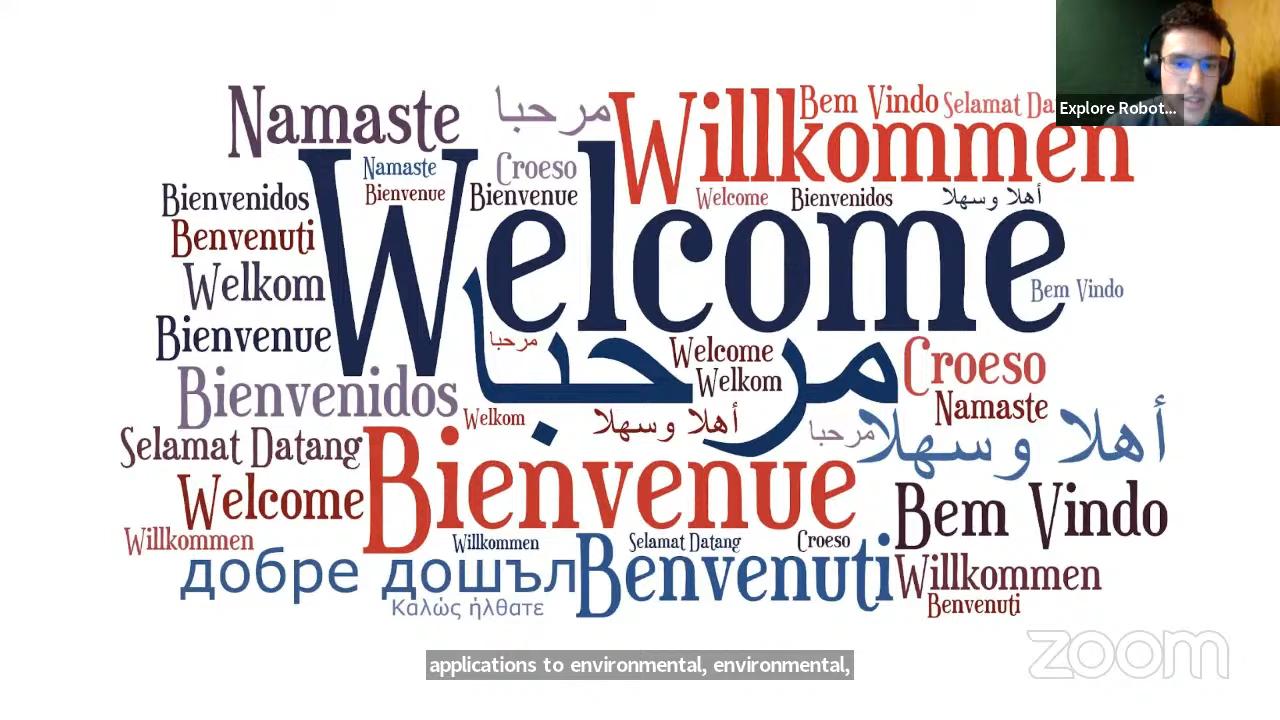 Explore Robot...
Namaste
مرحبا
Willkommen
Bem Vindo
Namaste
Croeso
Bienvenue
Bienvenue
Welcome
Bienvenidos
أهلا وسهلا
Bienvenidos
Welcome
Benvenuti
Welkom
Bem Vindo
Bienvenue
مرحبا
مرحبا
Welcome
Welkom
Croeso
Bienvenidos
Welkom
أهلا وسهلا
مرحبا
Namaste
أهلا وسهلا
Selamat Datang
Bienvenue
Welcome
Bem Vindo
Willkommen
Willkommen
Selamat Datang
Croeso
добре дошъл
Benvenuti
Willkommen
Καλώς ήλθατε
Benvenuti
applications to environmental, environmental,
zoom